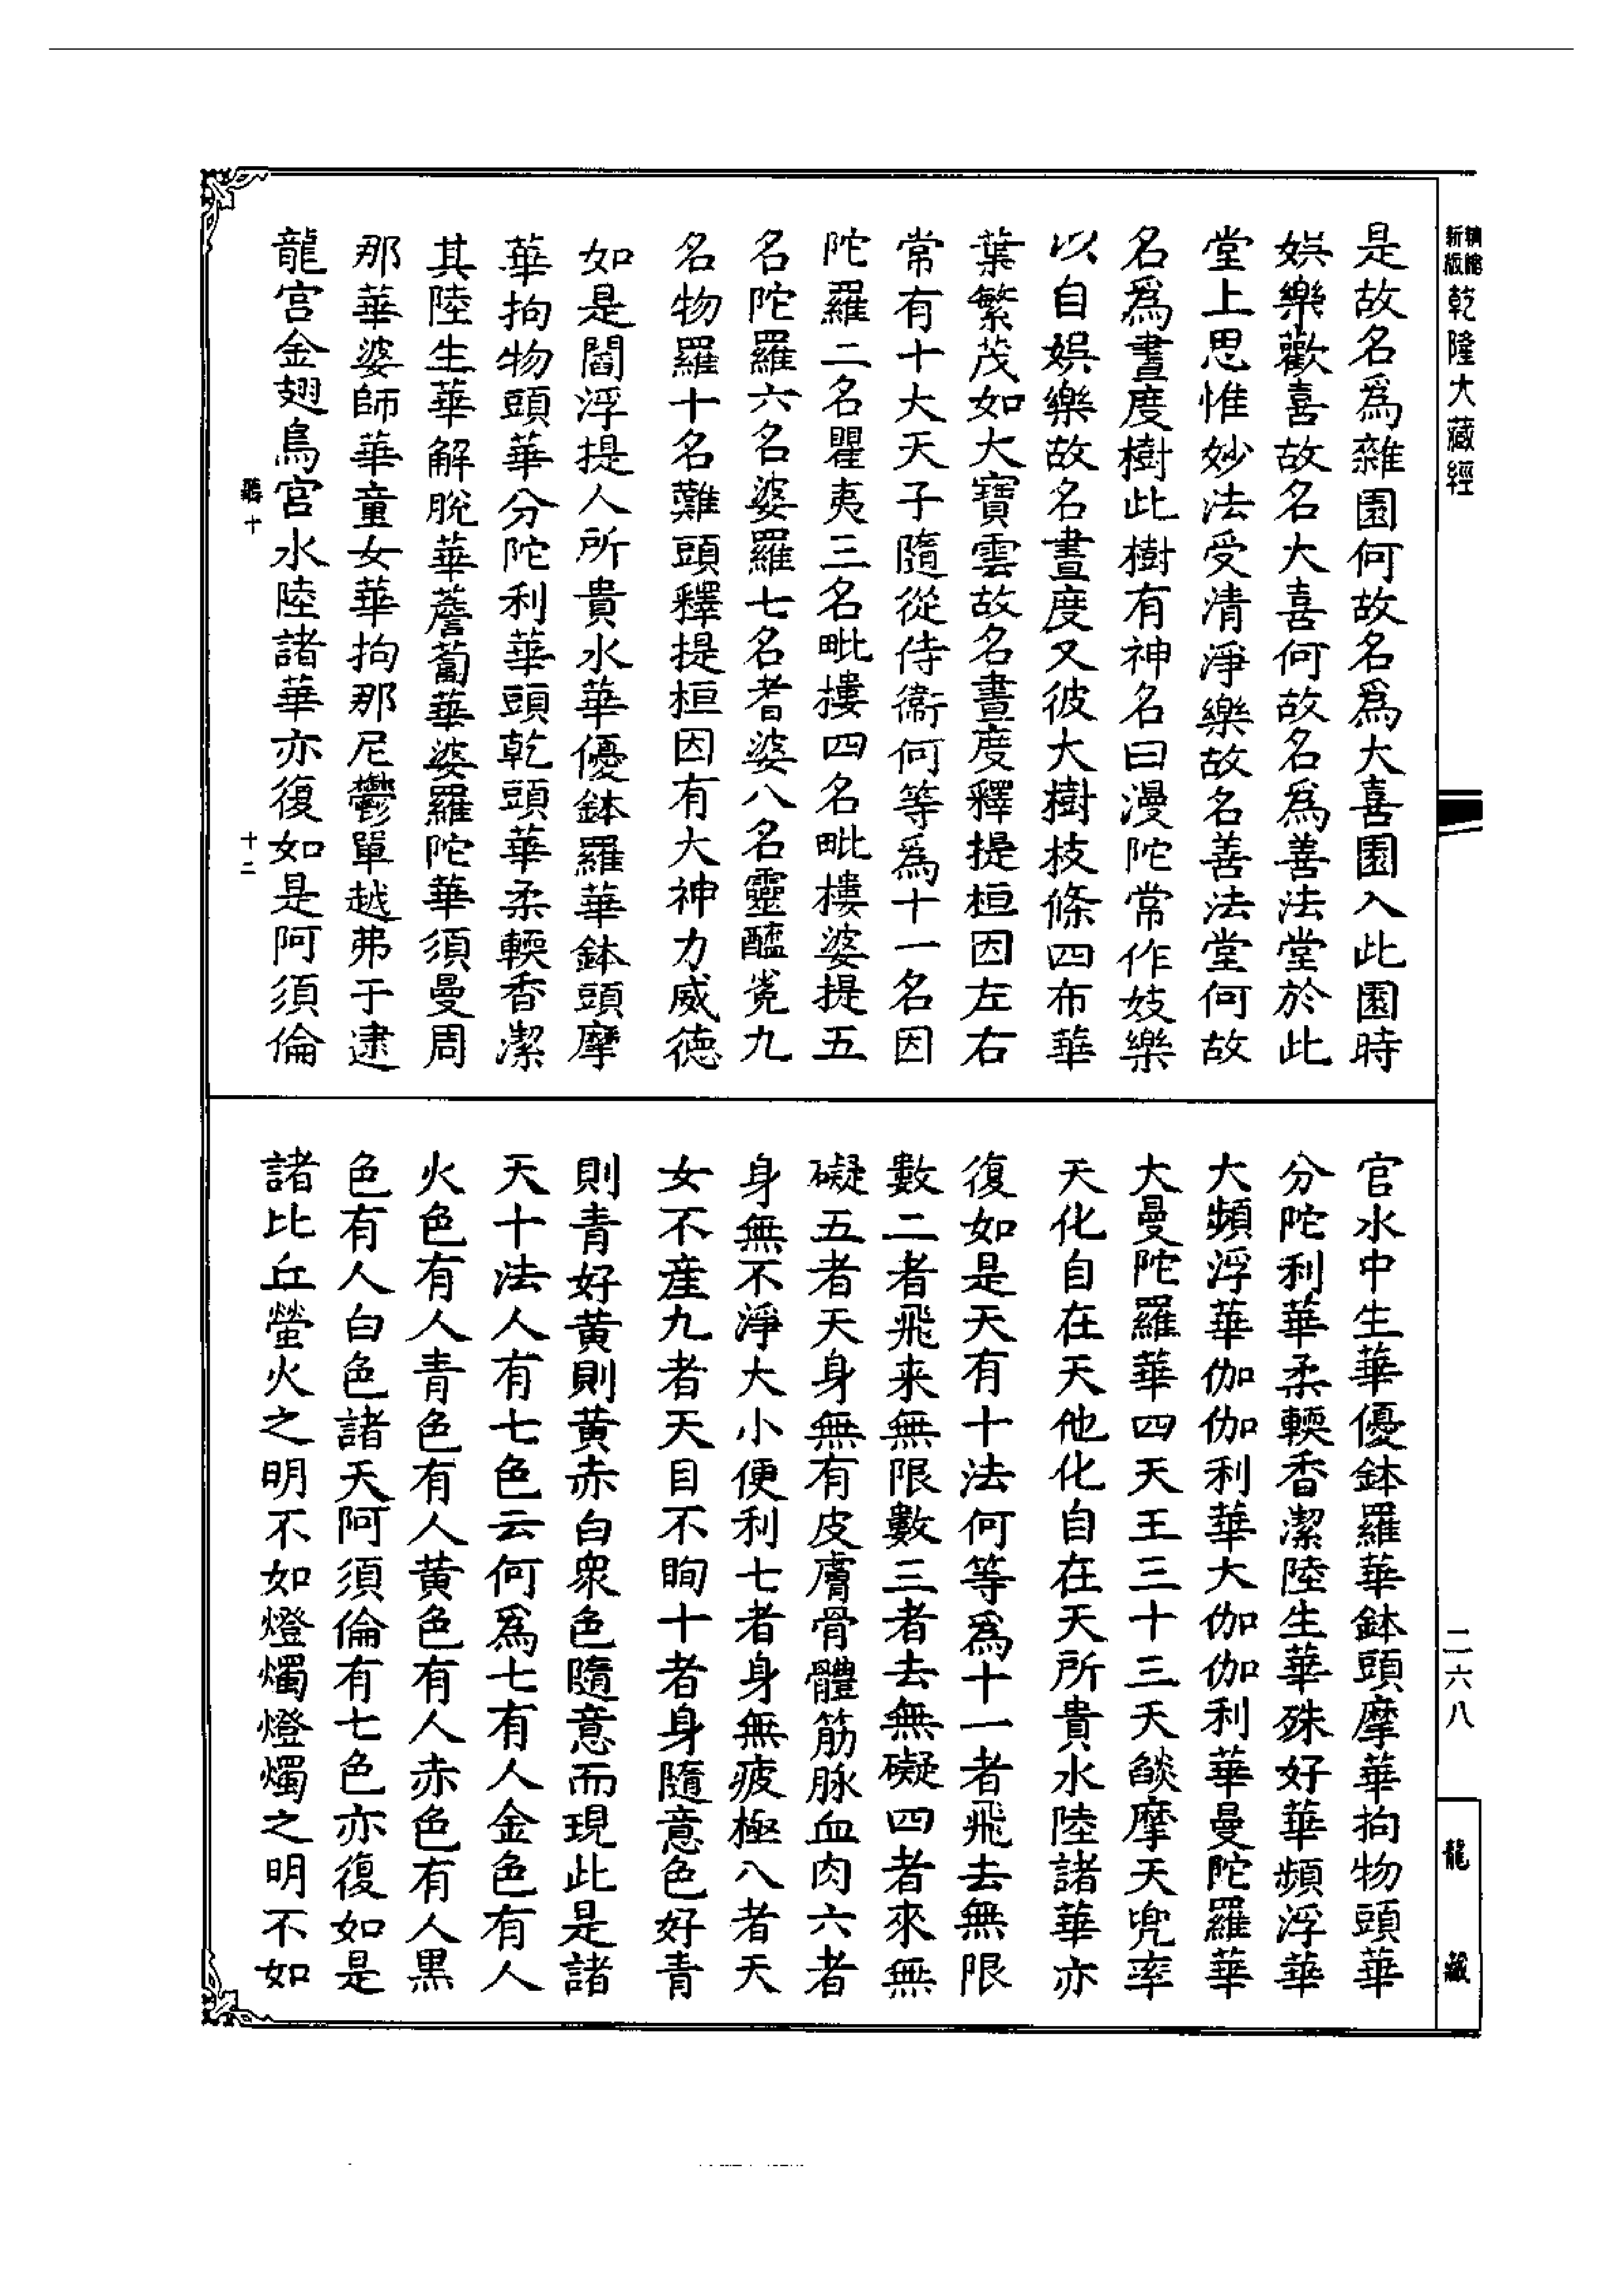 新版精縮乾隆大藏經
二六八
龍藏
是故名爲雜園何故名爲大喜園入此園時
娛樂歡喜故名大喜何故名爲善法堂於此
堂上思惟妙法受清淨樂故名善法堂何故
名爲晝度樹此樹有神名曰漫陀常作妓樂
以自娛樂故名晝度又彼大樹枝條四布華
葉繁茂如大寶雲故名晝度釋提桓因左右
常有十大天子隨從侍衞何等爲十一名因
陀羅二名瞿夷三名毗樓四名毗樓婆提五
名陀羅六名婆羅七名耆婆八名靈醯㝹九
名物羅十名難頭釋提桓因有大神力威德
如是閻浮提人所貴水華優鉢羅華鉢頭摩
華拘物頭華分陀利華頭乾頭華柔輭香潔
其陸生華解脫華薝蔔華婆羅陀華須曼周
那華婆師華童女華拘那尼鬱單越弗于逮
龍宮金翅鳥宮水陸諸華亦復如是阿須倫
聽十
十二
宮水中生華優鉢羅華鉢頭摩華拘物頭華
分陀利華柔輭香潔陸生華殊好華頻浮華
大頻浮華伽伽利華大伽伽利華曼陀羅華
大曼陀羅華四天王三十三天燄摩天兜率
天化自在天他化自在天所貴水陸諸華亦
復如是天有十法何等爲十一者飛去無限
數二者飛来無限數三者去無礙四者來無
礙五者天身無有皮膚骨體筋脉血肉六者
身無不淨大小便利七者身無疲極八者天
女不産九者天目不眴十者身隨意色好青
則青好黃則黃赤白衆色隨意而現此是諸
天十法人有七色云何爲七有人金色有人
火色有人青色有人黃色有人赤色有人黑
色有人白色諸天阿須倫有七色亦復如是
諸比丘螢火之明不如燈燭燈燭之明不如